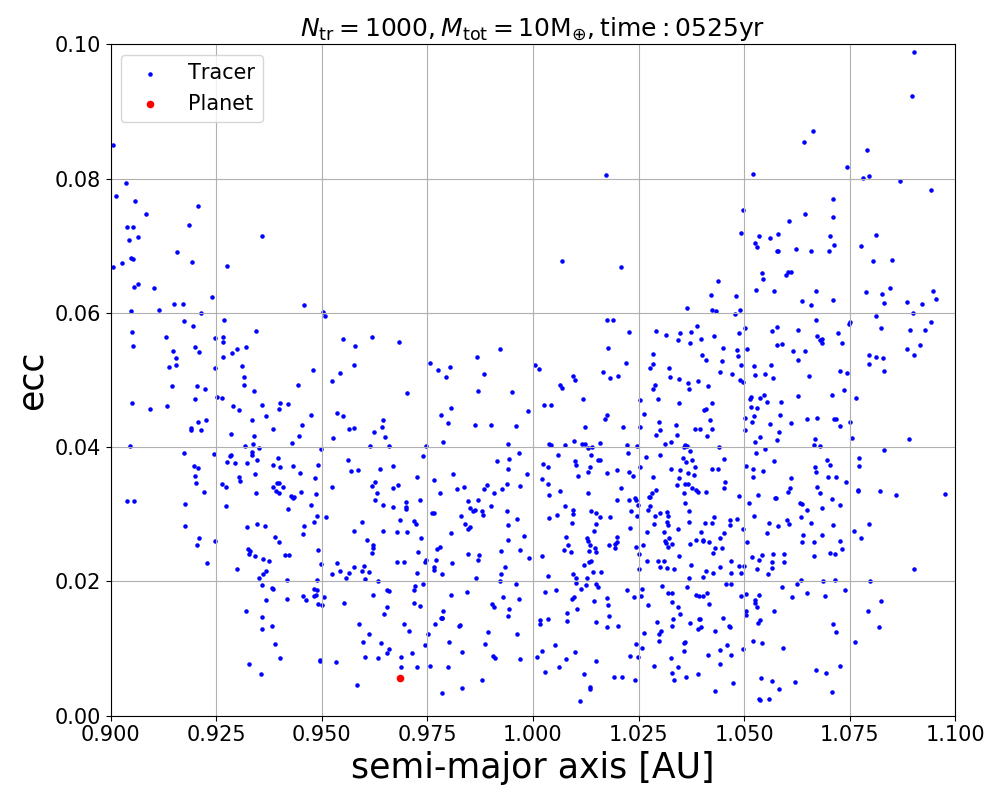 N_tr = 1000, M_tot = 10M_⊕, time : 0525yr
Tracer
Planet
ecc
0.10
0.08
0.06
0.04
0.02
0.00
0.900 0.925 0.950 0.975 1.000 1.025 1.050 1.075 1.100
semi-major axis [AU]